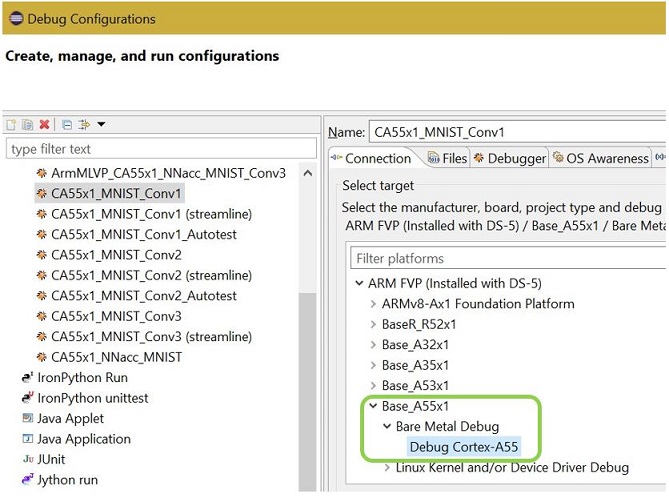 Debug Configurations
Create, manage, and run configurations
type filter text
ArmMLVP_CA55x1_NNacc_MNIST_Conv3
CA55x1_MNIST_Conv1
CA55x1_MNIST_Conv1 (streamline)
CA55x1_MNIST_Conv1_Autotest
CA55x1_MNIST_Conv2
CA55x1_MNIST_Conv2 (streamline)
CA55x1_MNIST_Conv2_Autotest
CA55x1_MNIST_Conv3
CA55x1_MNIST_Conv3 (streamline)
CA55x1_NNacc_MNIST
IronPython Run
IronPython unittest
Java Applet
Java Application
JUnit
Jython run
Name: CA55x1_MNIST_Conv1
Connection Files Debugger OS Awareness
Select target
Select the manufacturer, board, project type and debug
ARM FVP (Installed with DS-5) / Base_A55x1 / Bare Meta
Filter platforms
ARM FVP (Installed with DS-5)
ARMv8-Ax1 Foundation Platform
BaseR_R52x1
Base_A32x1
Base_A35x1
Base_A53x1
Base_A55x1
Bare Metal Debug
Debug Cortex-A55
Linux Kernel and/or Device Driver Debug